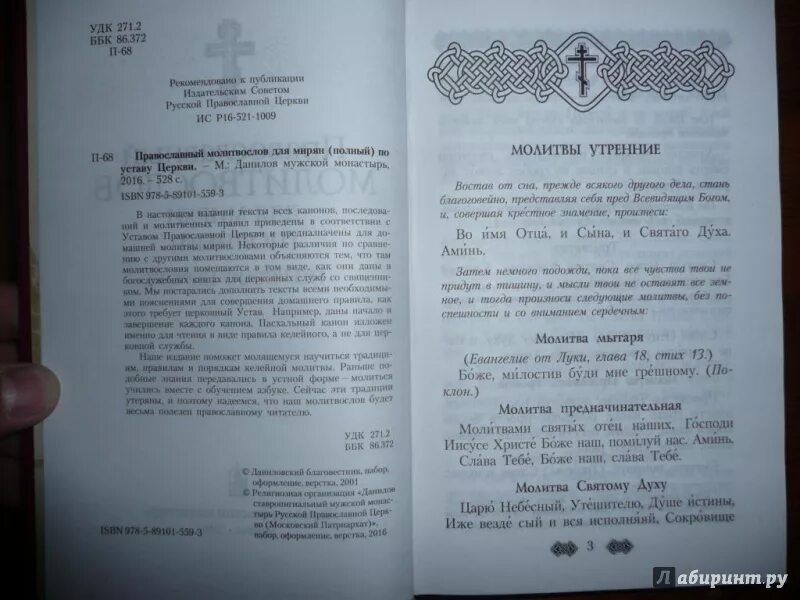 УДК 271.2
ББК 86.372
П-68
Рекомендовано к публикации
Издательским Советом
Русской Православной Церкви
ИС Р16-521-1009
П-68 Православный молитвослов для мирян (полный) по
уставу Церкви. – М.: Данилов мужской монастырь,
2016. – 528 с.
ISBN 978-5-89101-559-3
В настоящем издании тексты всех канонов, последова-
ний и молитвенных правил приведены в соответствии с
Уставом Православной Церкви и предназначены для до-
машней молитвы мирян. Некоторые различия по сравне-
нию с другими молитвословами объясняются тем, что там
молитвословия помещаются в том виде, как они даны в
богослужебных книгах для церковных служб со священни-
ком. Мы постарались дополнить тексты всеми необходимы-
ми пояснениями для совершения домашнего правила, как
этого требует церковный Устав. Например, даны начало и
завершение каждого канона. Пасхальный канон изложен
именно для чтения в виде правила келейного, а не для цер-
ковной службы.
Наше издание поможет молящемуся научиться традици-
ям, правилам и порядкам келейной молитвы. Раньше по-
добные знания передавались в устной форме – молиться
учились вместе с обучением азбуке. Сейчас эти традиции
утеряны, и поэтому надеемся, что наш молитвослов будет
весьма полезен православному читателю.
УДК 271.2
ББК 86.372
© Даниловский благовестник, набор,
оформление, верстка, 2001
© Религиозная организация «Данилов
ставропигиальный мужской монас-
тырь Русской Православной Цер-
кви (Московский Патриархат)»,
набор, оформление, верстка, 2016
ISBN 978-5-89101-559-3
МОЛИТВЫ УТРЕННИЕ
Востав от сна, прежде всякого другого дела, стань
благоговейно, представляя себя пред Всевидящим Богом,
и, совершая крестное знамение, произнеси:
Во и́мя Отца́, и Сы́на, и Свята́го Ду́ха.
Ами́нь.
Затем немного подожди, пока все чувства твои не
придут в тишину, и мысли твои не оставят все зем-
ное, и тогда произноси следующие молитвы, без по-
спешности и со вниманием сердечным:
Молитва мытаря
(Евангелие от Луки, глава 18, стих 13.)
Бо́же, ми́лостив бу́ди мне гре́шному. (По-
клон.)
Молитва предначинательная
Моли́твами святы́х оте́ц на́ших, Го́споди
Иису́се Христе́ Бо́же наш, поми́луй нас. Ами́нь.
Сла́ва Тебе́, Бо́же наш, сла́ва Тебе́.
Молитва Святому Духу
Царю́ Небе́сный, Уте́шителю, Ду́ше и́стины,
И́же везде́ сый и вся исполня́яй, Сокро́вище
3
Лабиринт.ру